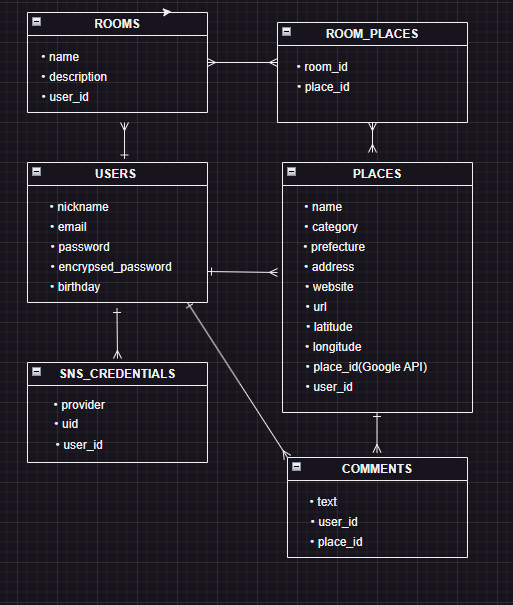 ROOMS
• name
• description
• user_id
ROOM_PLACES
• room_id
• place_id
USERS
• nickname
• email
• password
• encrypsed_password
• birthday
PLACES
• name
• category
• prefecture
• address
• website
• url
• latitude
• longitude
• place_id(Google API)
• user_id
SNS_CREDENTIALS
• provider
• uid
• user_id
COMMENTS
• text
• user_id
• place_id